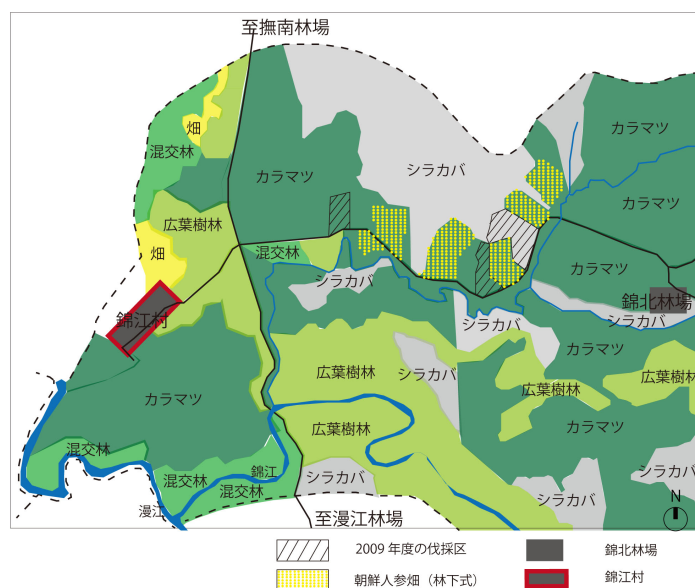 至撫南林場
畑
カラマツ
混交林
カラマツ
シラカバ
カラマツ
広葉樹林
畑
混交林
カラマツ
シラカバ
錦北林場
錦江村
シラカバ
シラカバ
カラマツ
広葉樹林
シラカバ
広葉樹林
広葉樹林
カラマツ
広葉樹林
カラマツ
混交林
錦江
シラカバ
シラカバ
混交林
混交林
シラカバ
N
漫江
至漫江林場
2009年度の伐採区
錦北林場
朝鮮人参畑（林下式）
錦江村